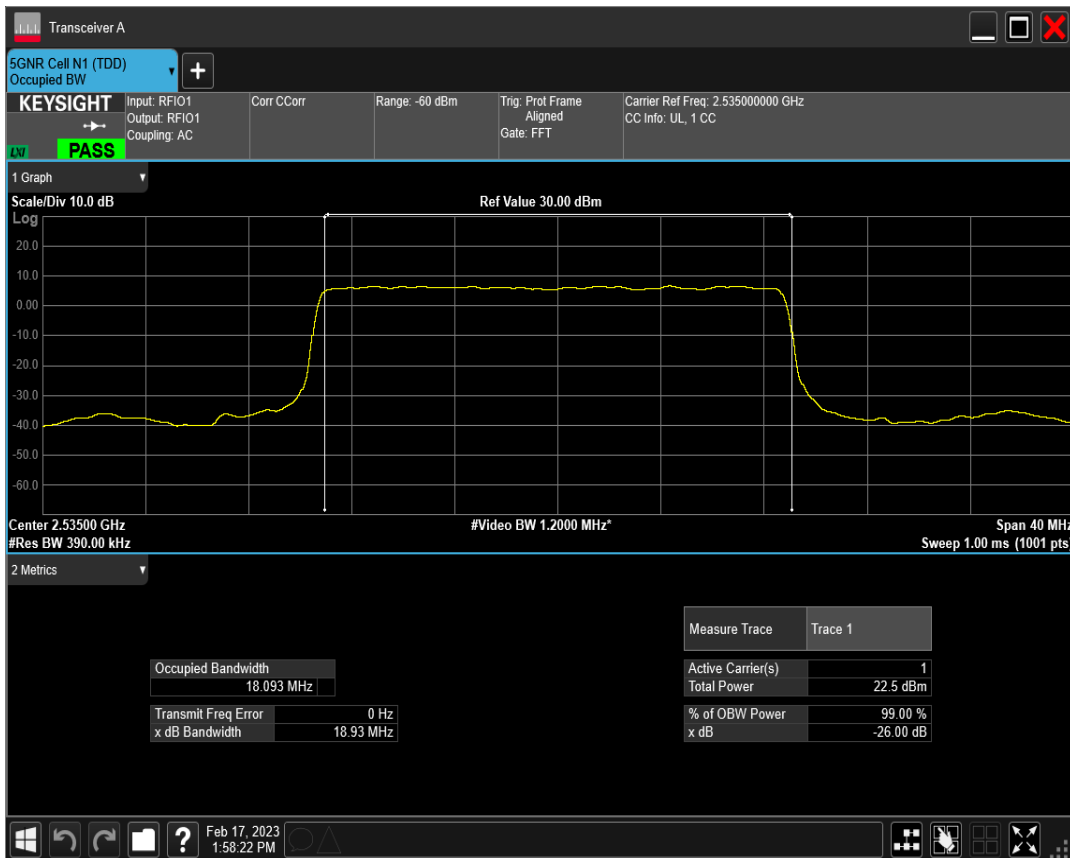 Transceiver A
5GNR Cell N1 (TDD)
Occupied BW
+
KEYSIGHT
LXI
PASS
Input: RFIO1
Output: RFIO1
Coupling: AC
Corr CCorr
Range: -60 dBm
Trig: Prot Frame
Aligned
Gate: FFT
Carrier Ref Freq: 2.535000000 GHz
CC Info: UL, 1 CC
1 Graph
Scale/Div 10.0 dB
Ref Value 30.00 dBm
Log
20.0
10.0
0.00
-10.0
-20.0
-30.0
-40.0
-50.0
-60.0
Center 2.53500 GHz
#Video BW 1.2000 MHz*
Span 40 MHz
#Res BW 390.00 kHz
Sweep 1.00 ms (1001 pts)
2 Metrics
Measure Trace Trace 1
Occupied Bandwidth
18.093 MHz
Active Carrier(s) 1
Total Power 22.5 dBm
Transmit Freq Error 0 Hz
x dB Bandwidth 18.93 MHz
% of OBW Power 99.00 %
x dB -26.00 dB
?
Feb 17, 2023
1:58:22 PM